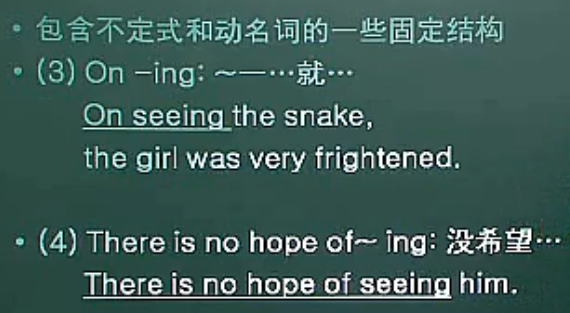 • 包含不定式和动名词的一些固定结构
• (3) On –ing: ～一…就…
On seeing the snake,
the girl was very frightened.
• (4) There is no hope of~ ing: 没希望…
There is no hope of seeing him.